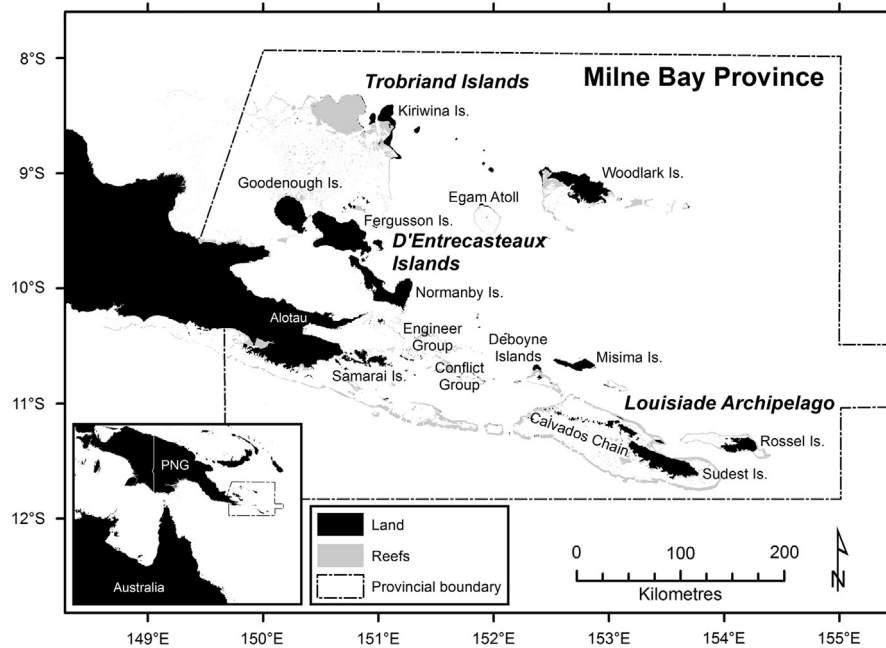 Milne Bay Province
Trobriand Islands
Kiriwina Is.
Goodenough Is.
Fergusson Is.
Egam Atoll
Woodlark Is.
D'Entrecasteaux
Islands
Normanby Is.
Alotau
Engineer
Group
Deboyne
Islands
Misima Is.
Samarai Is.
Conflict
Group
Louisiade Archipelago
Calvados Chain
Rossel Is.
Sudest Is.
8°S
9°S
10°S
11°S
12°S
PNG
Australia
Land
Reefs
Provincial boundary
0 100 200
Kilometres
N
149°E 150°E 151°E 152°E 153°E 154°E 155°E